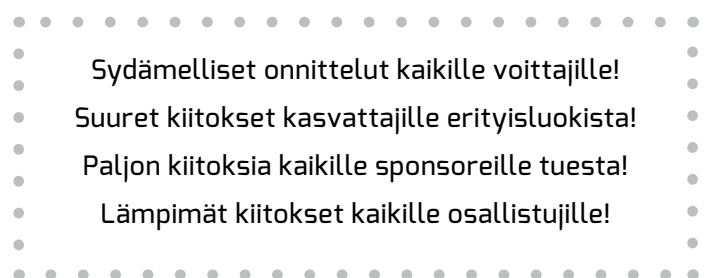 Sydämelliset onnittelut kaikille voittajille!
Suuret kiitokset kasvattajille erityisluokista!
Paljon kiitoksia kaikille sponsoreille tuesta!
Lämpimät kiitokset kaikille osallistujille!